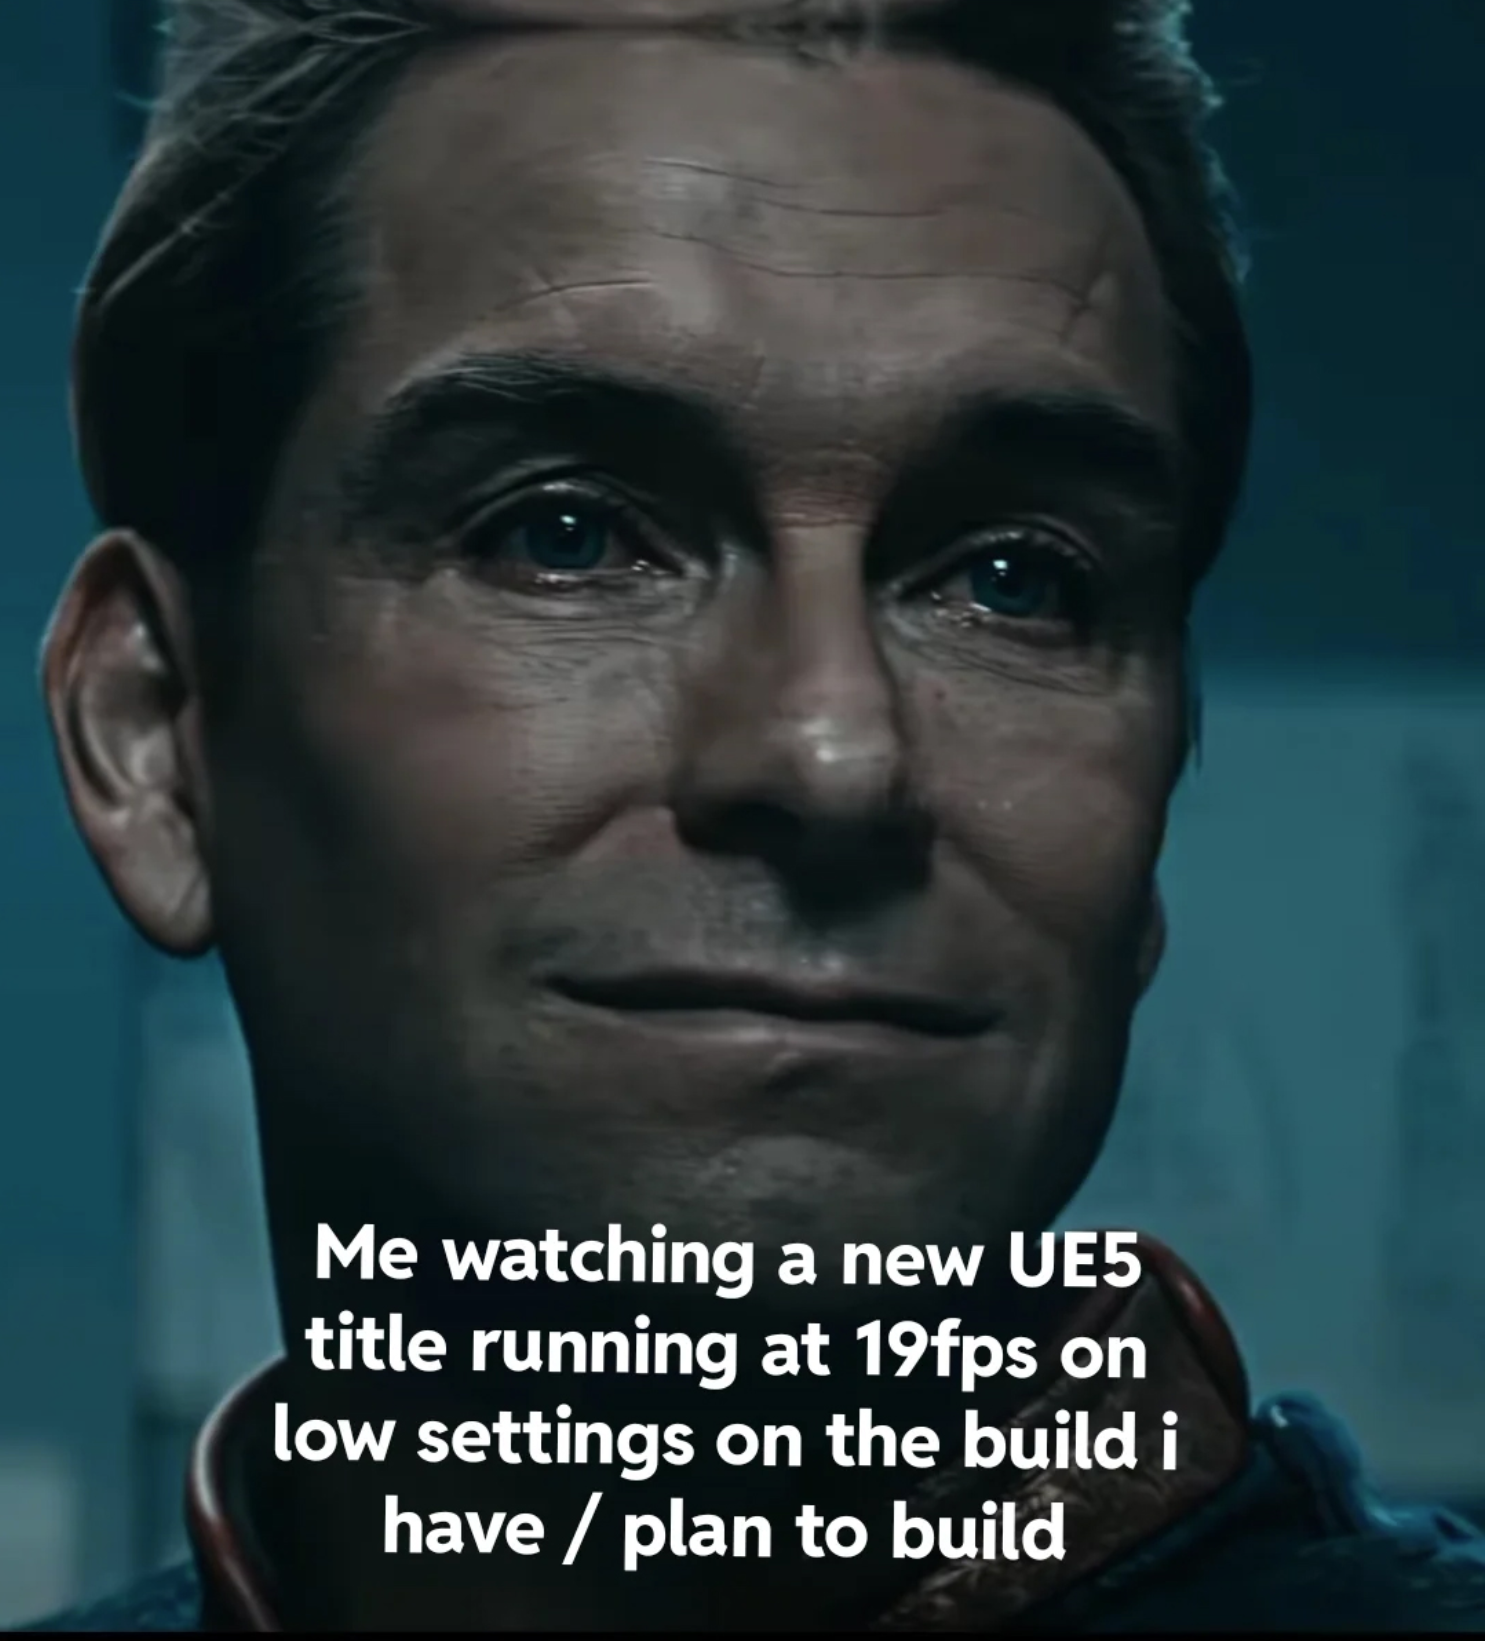 Me watching a new UE5
title running at 19fps on
low settings on the build i
have / plan to build